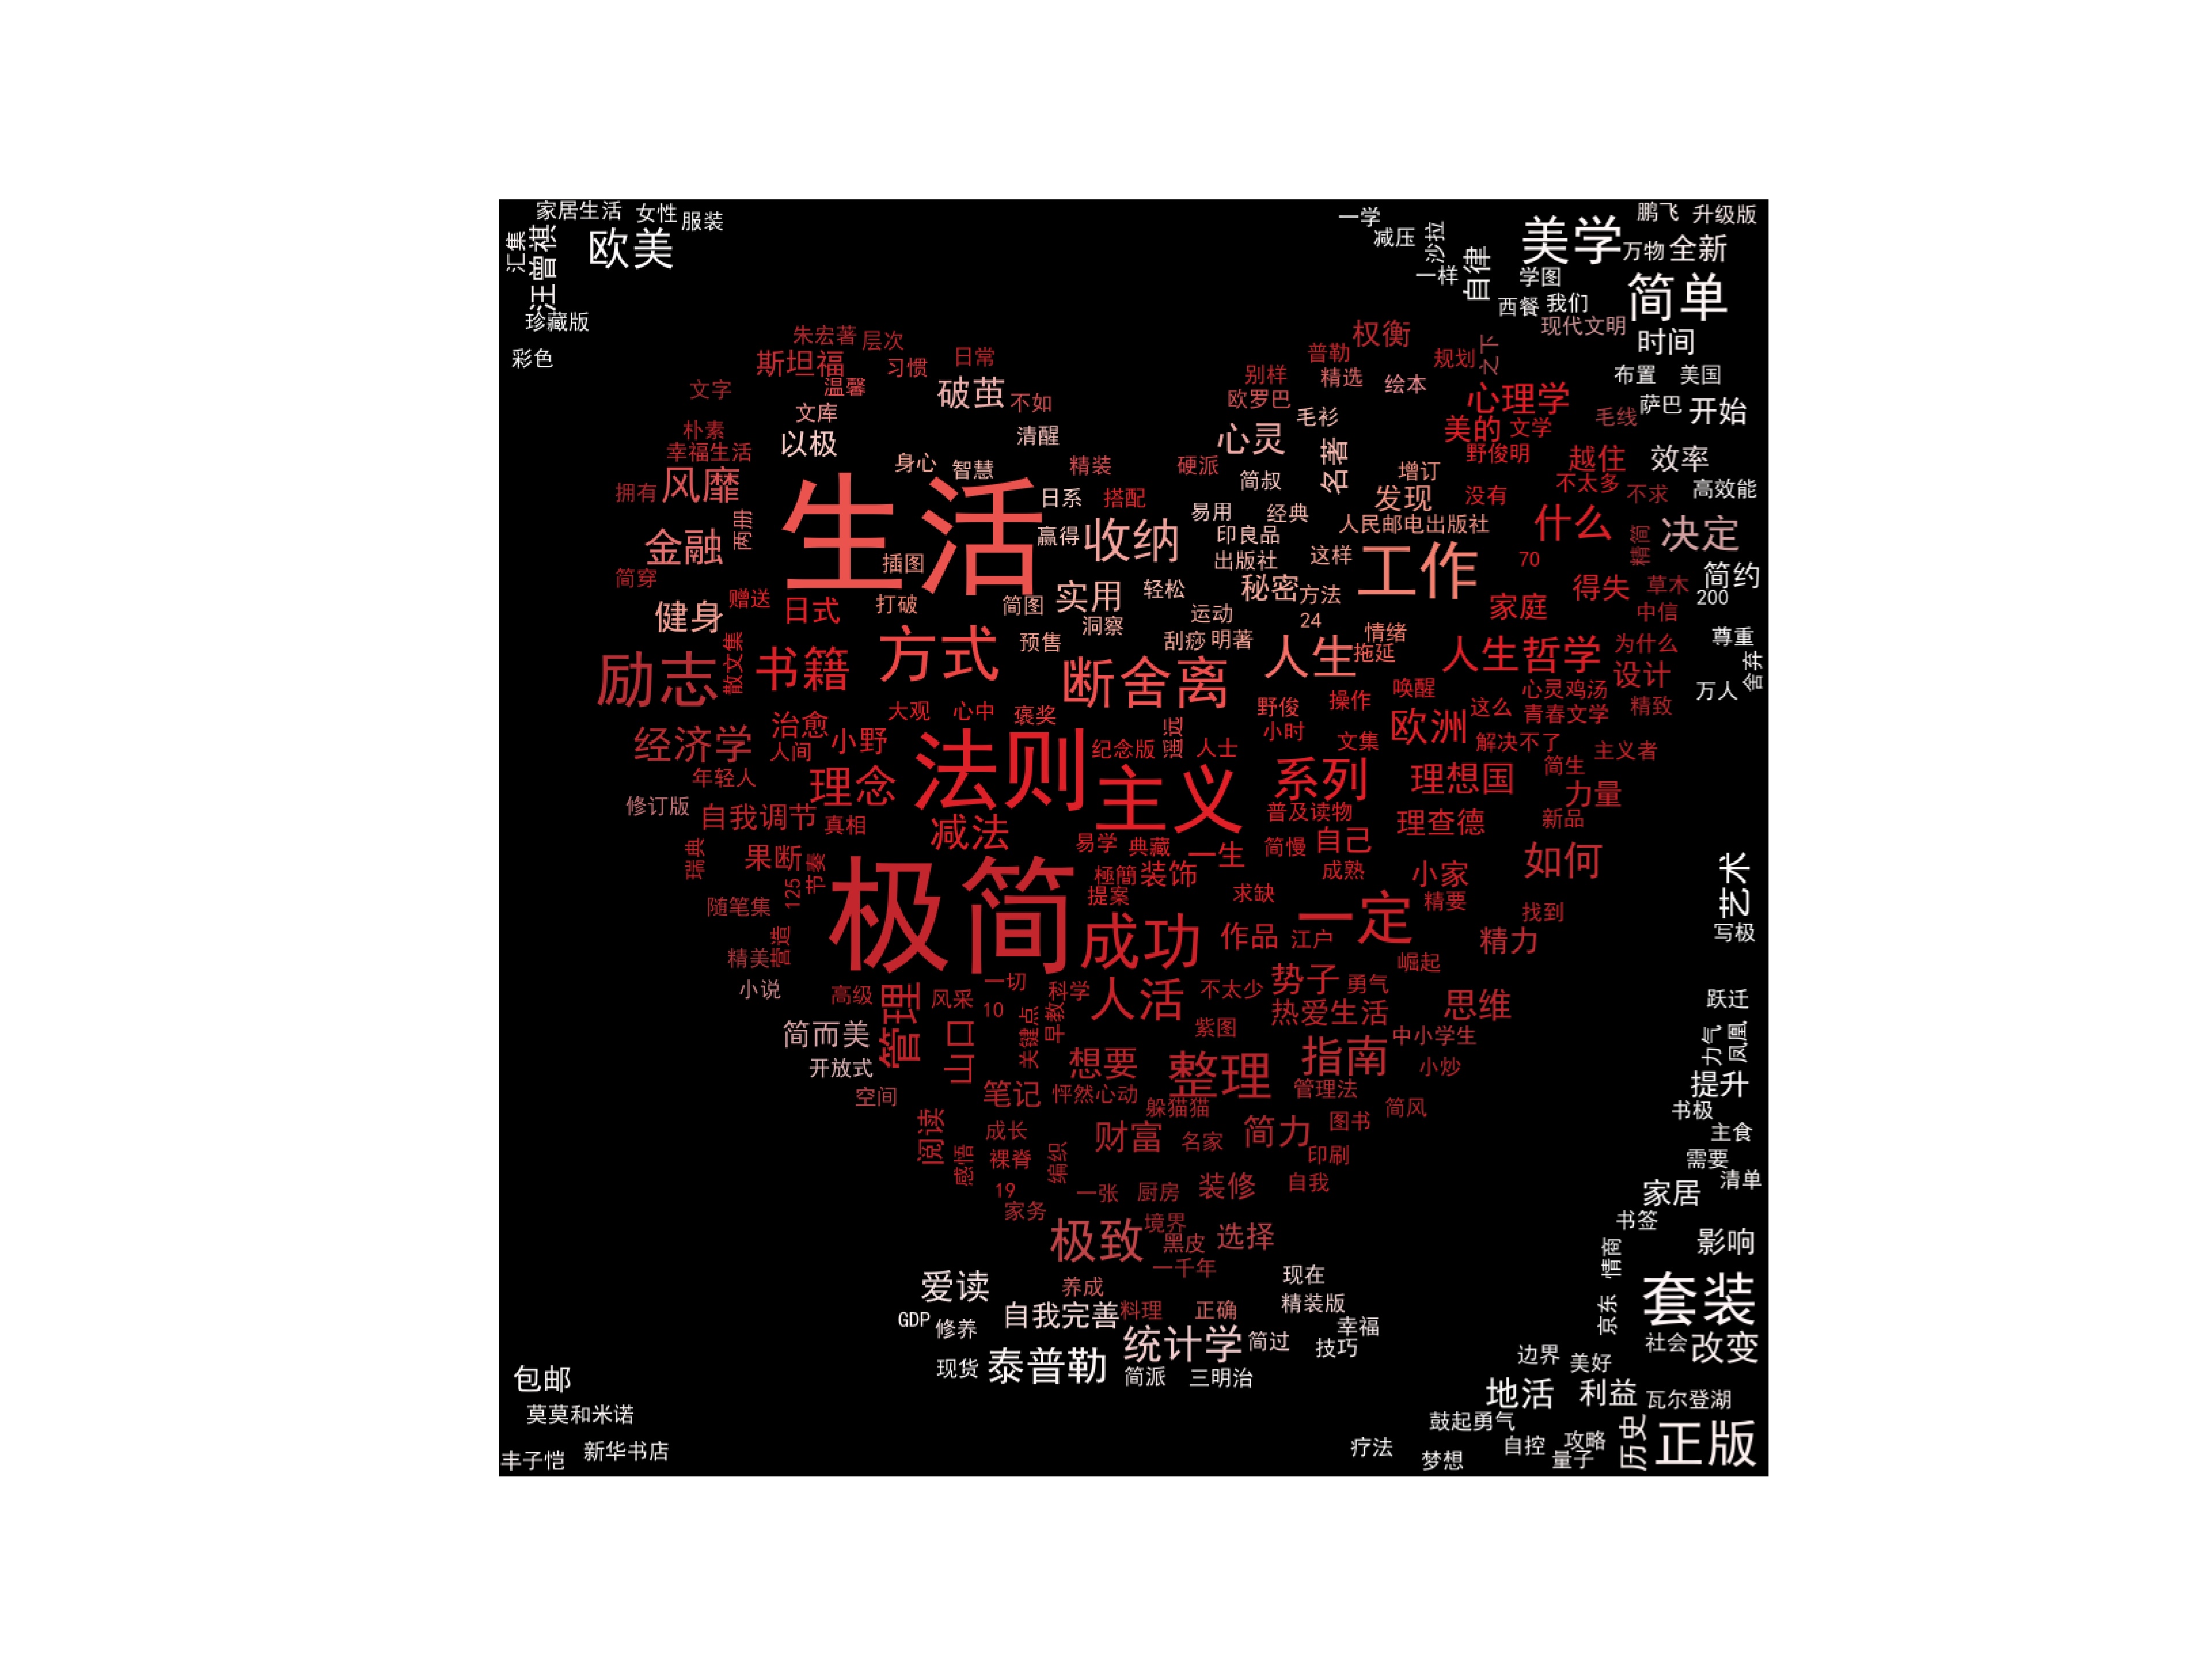 家居生活
女性
服装
汇集
汪曾祺
欧美
珍藏版
彩色
一学
减压
沙拉
一样
自律
美学
鹏飞
升级版
万物
全新
学图
简单
西餐
我们
现代文明
时间
布置
美国
萨巴
开始
毛线
朱宏著
层次
斯坦福
习惯
日常
温馨
文字
破茧
不如
文库
清醒
朴素
以极
幸福生活
风靡
拥有
身心
智慧
精装
硬派
权衡
普勒
规划
之下
别样
精选
绘本
欧罗巴
毛衫
心理学
美的
文学
心灵
名著
野俊明
越住
效率
增订
不太多
不求
高效能
简叔
发现
没有
生活
日系
搭配
易用
经典
人民邮电出版社
什么
决定
金融
两册
赢得
收纳
印良品
出版社
这样
工作
70
精简
插图
简穿
秘密
方法
得失
草木
简约
200
健身
赠送
日式
打破
简图
实用
轻松
运动
24
家庭
中信
洞察
预售
刮痧
明著
情绪
拖延
尊重
舍弃
万人
励志
散文集
书籍
方式
断舍离
人生
人生哲学
为什么
设计
唤醒
心灵鸡汤
大观
心中
褒奖
野俊
操作
这么
青春文学
精致
经济学
治愈
人间
小野
法则
纪念版
遥远
人士
小时
文集
欧洲
解决不了
主义者
年轻人
理念
主义
系列
理想国
简生
力量
修订版
自我调节
真相
减法
普及读物
理查德
新品
瑞典
果断
节奏
易学
典藏
一生
简慢
自己
极简
極簡
装饰
成熟
小家
如何
艺术
125
随笔集
提案
求缺
精要
找到
写极
营造
精美
成功
作品
江户
一定
精力
小说
高级
风采
一切
科学
人活
不太少
势子
勇气
崛起
思维
跃迁
10
热爱生活
简而美
管理
山口
关键点
早教
紫图
中小学生
力气
凤凰
开放式
想要
整理
指南
小炒
提升
空间
笔记
怦然心动
管理法
躲猫猫
简风
书极
阅读
成长
财富
名家
简力
图书
主食
感悟
裸脊
编织
印刷
需要
清单
19
一张
厨房
装修
自我
家居
家务
境界
书签
极致
黑皮
选择
影响
一千年
情商
爱读
养成
现在
京东
套装
GDP
修养
自我完善
料理
正确
精装版
幸福
社会
改变
统计学
简过
技巧
边界
美好
现货
泰普勒
简派
三明治
地活
利益
瓦尔登湖
包邮
莫莫和米诺
鼓起勇气
历史
正版
丰子恺
新华书店
疗法
梦想
自控
攻略
量子